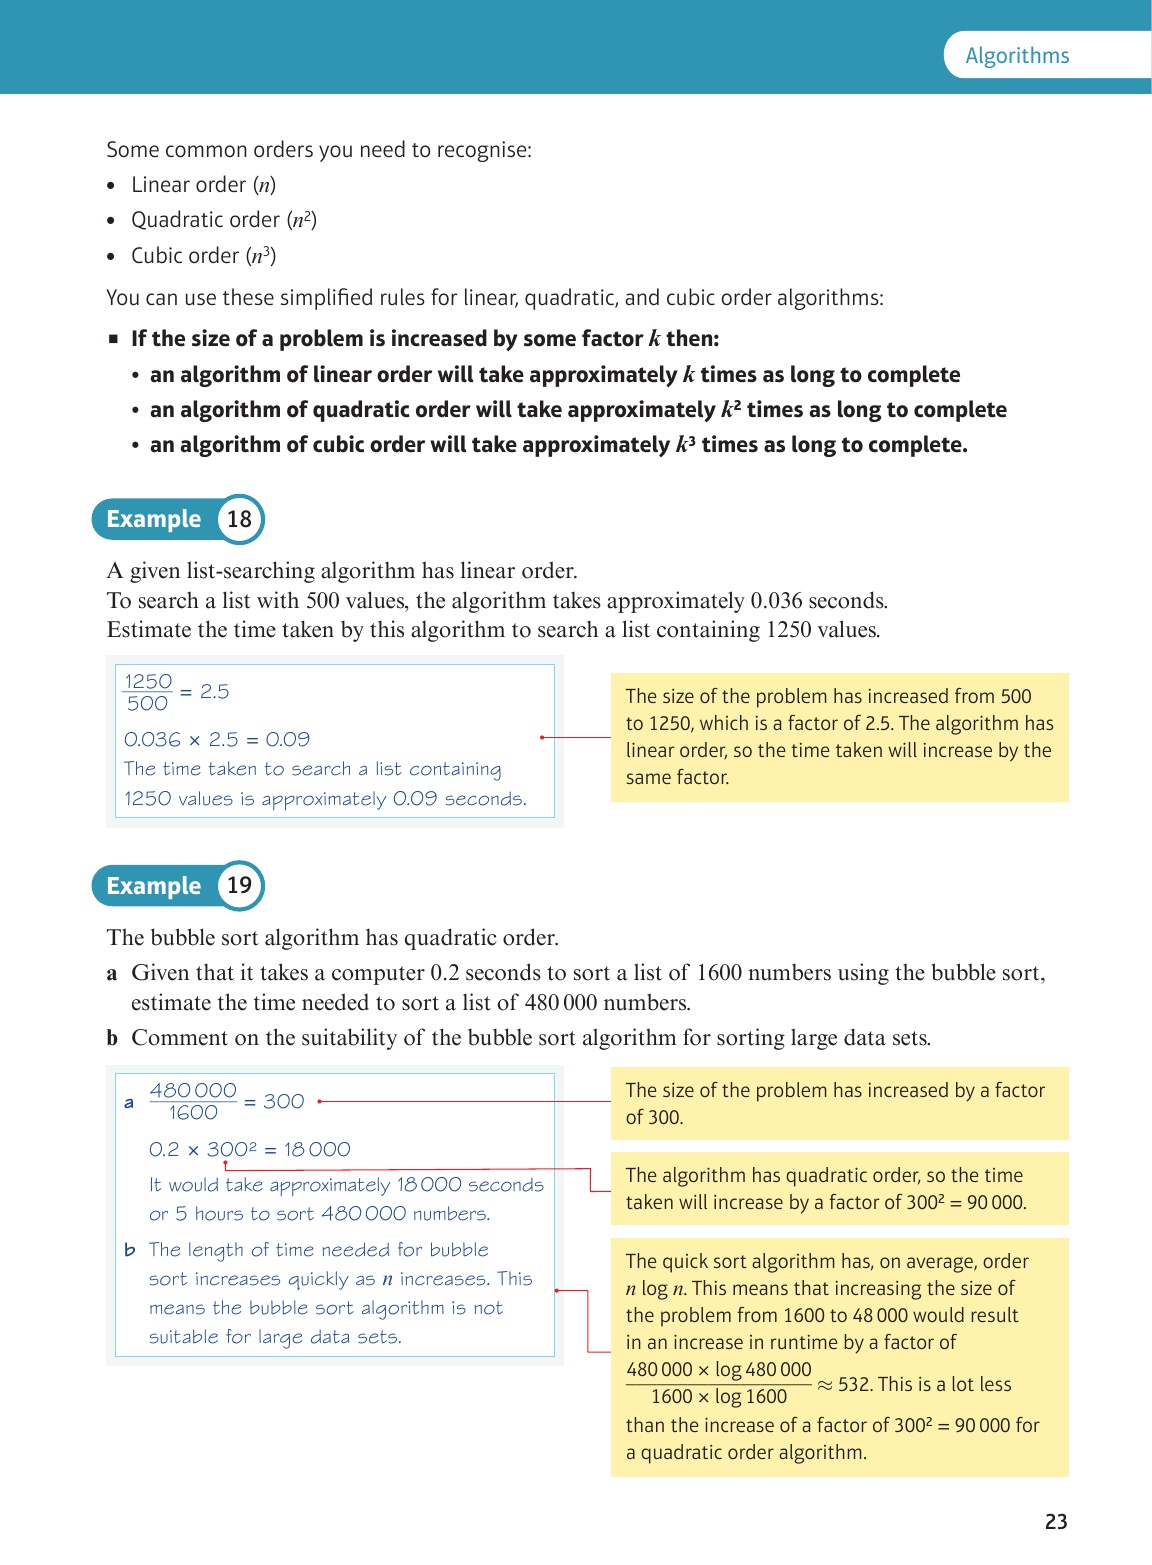 Algorithms
Some common orders you need to recognise:
• Linear order (n)
• Quadratic order (n²)
• Cubic order (n³)
You can use these simplified rules for linear, quadratic, and cubic order algorithms:
■ If the size of a problem is increased by some factor k then:
• an algorithm of linear order will take approximately k times as long to complete
• an algorithm of quadratic order will take approximately k² times as long to complete
• an algorithm of cubic order will take approximately k³ times as long to complete.
Example 18
A given list-searching algorithm has linear order.
To search a list with 500 values, the algorithm takes approximately 0.036 seconds.
Estimate the time taken by this algorithm to search a list containing 1250 values.
1250/500 = 2.5
0.036 × 2.5 = 0.09
The time taken to search a list containing
1250 values is approximately 0.09 seconds.
The size of the problem has increased from 500
to 1250, which is a factor of 2.5. The algorithm has
linear order, so the time taken will increase by the
same factor.
Example 19
The bubble sort algorithm has quadratic order.
a Given that it takes a computer 0.2 seconds to sort a list of 1600 numbers using the bubble sort,
estimate the time needed to sort a list of 480 000 numbers.
b Comment on the suitability of the bubble sort algorithm for sorting large data sets.
a 480 000/1600 = 300
0.2 × 300² = 18 000
It would take approximately 18 000 seconds
or 5 hours to sort 480 000 numbers.
b The length of time needed for bubble
sort increases quickly as n increases. This
means the bubble sort algorithm is not
suitable for large data sets.
The size of the problem has increased by a factor
of 300.
The algorithm has quadratic order, so the time
taken will increase by a factor of 300² = 90 000.
The quick sort algorithm has, on average, order
n log n. This means that increasing the size of
the problem from 1600 to 48 000 would result
in an increase in runtime by a factor of
480 000 × log 480 000/1600 × log 1600 ≈ 532. This is a lot less
than the increase of a factor of 300² = 90 000 for
a quadratic order algorithm.
23